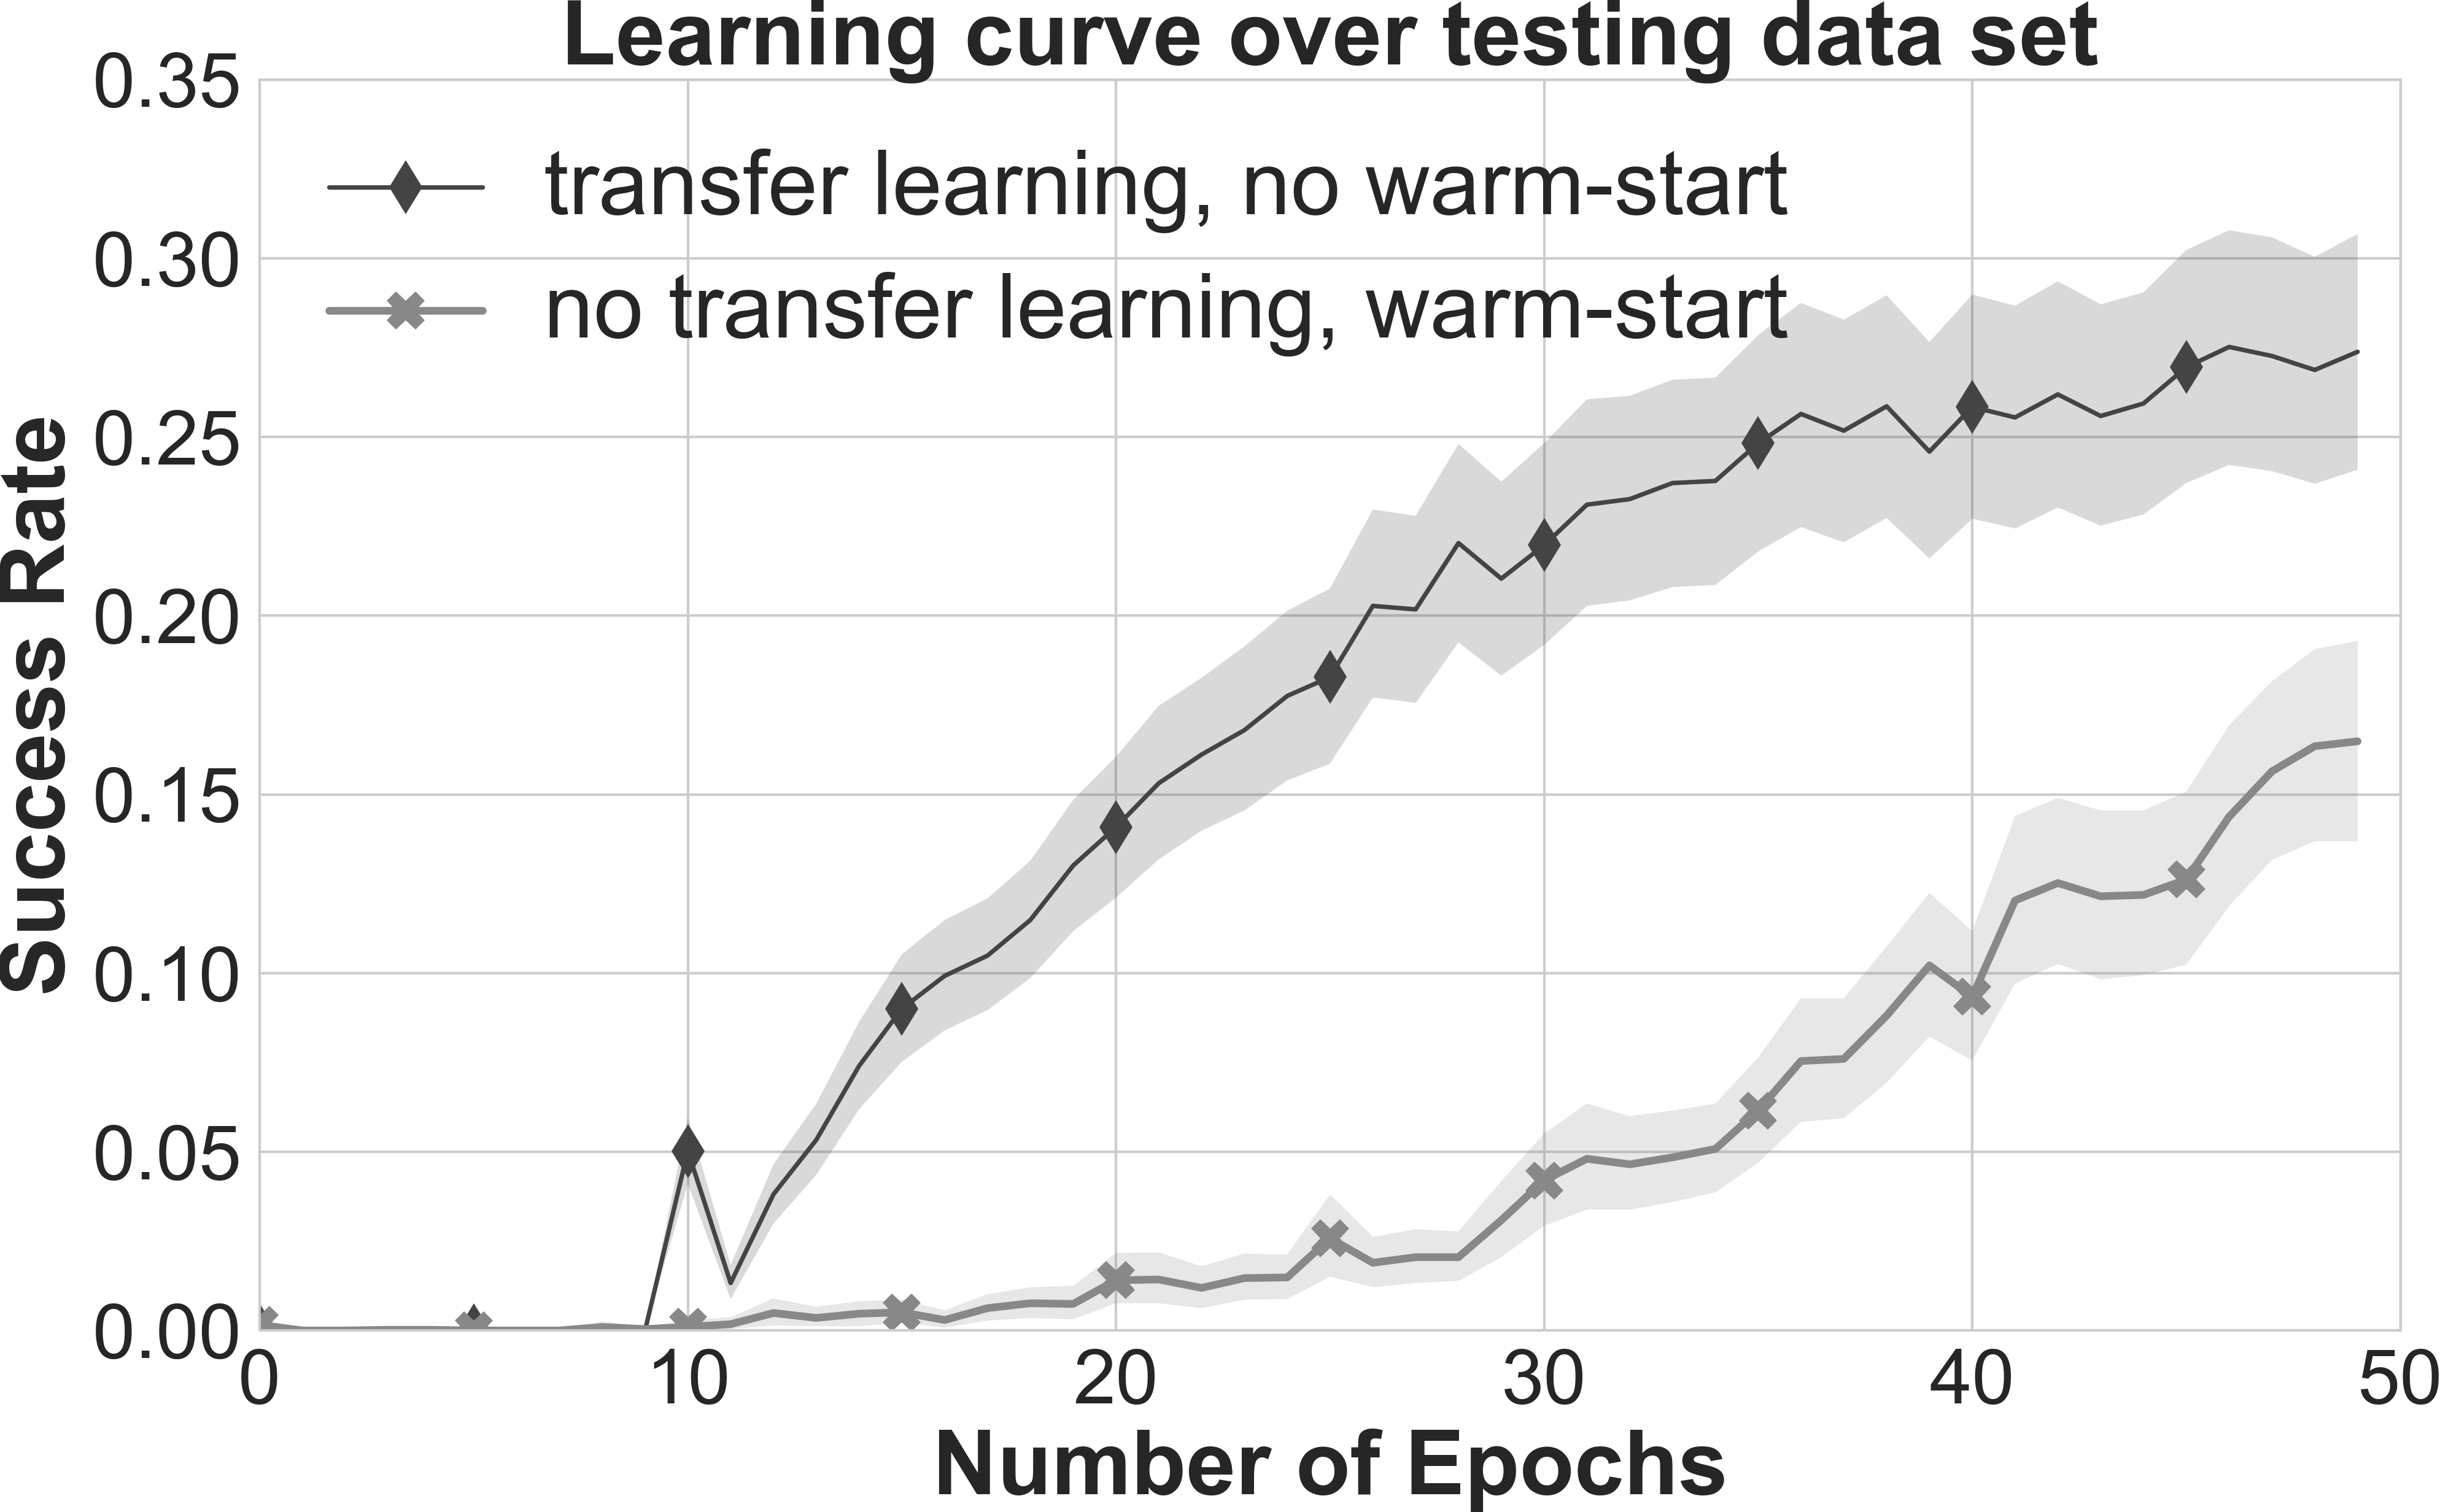 Learning curve over testing data set
0.35
transfer learning, no warm-start
0.30
no transfer learning, warm-start
0.25
0.20
0.15
0.10
0.05
0.00
Success Rate
0 10 20 30 40 50
Number of Epochs